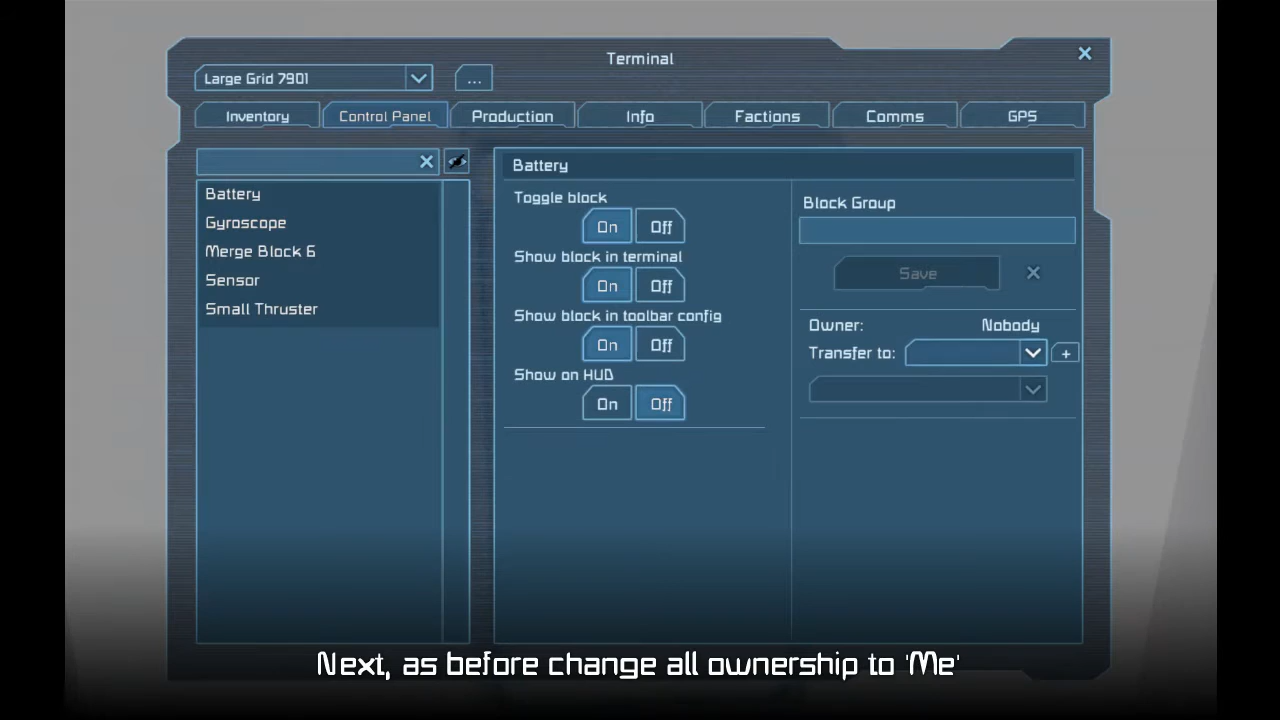 Terminal
Large Grid 7901
...
Inventory
Control Panel
Production
Info
Factions
Comms
GPS
Battery
Gyroscope
Merge Block 6
Sensor
Small Thruster
Battery
Toggle block
On Off
Show block in terminal
On Off
Show block in toolbar config
On Off
Show on HUD
On Off
Block Group
Save
Owner: Nobody
Transfer to:
Next, as before change all ownership to 'Me'